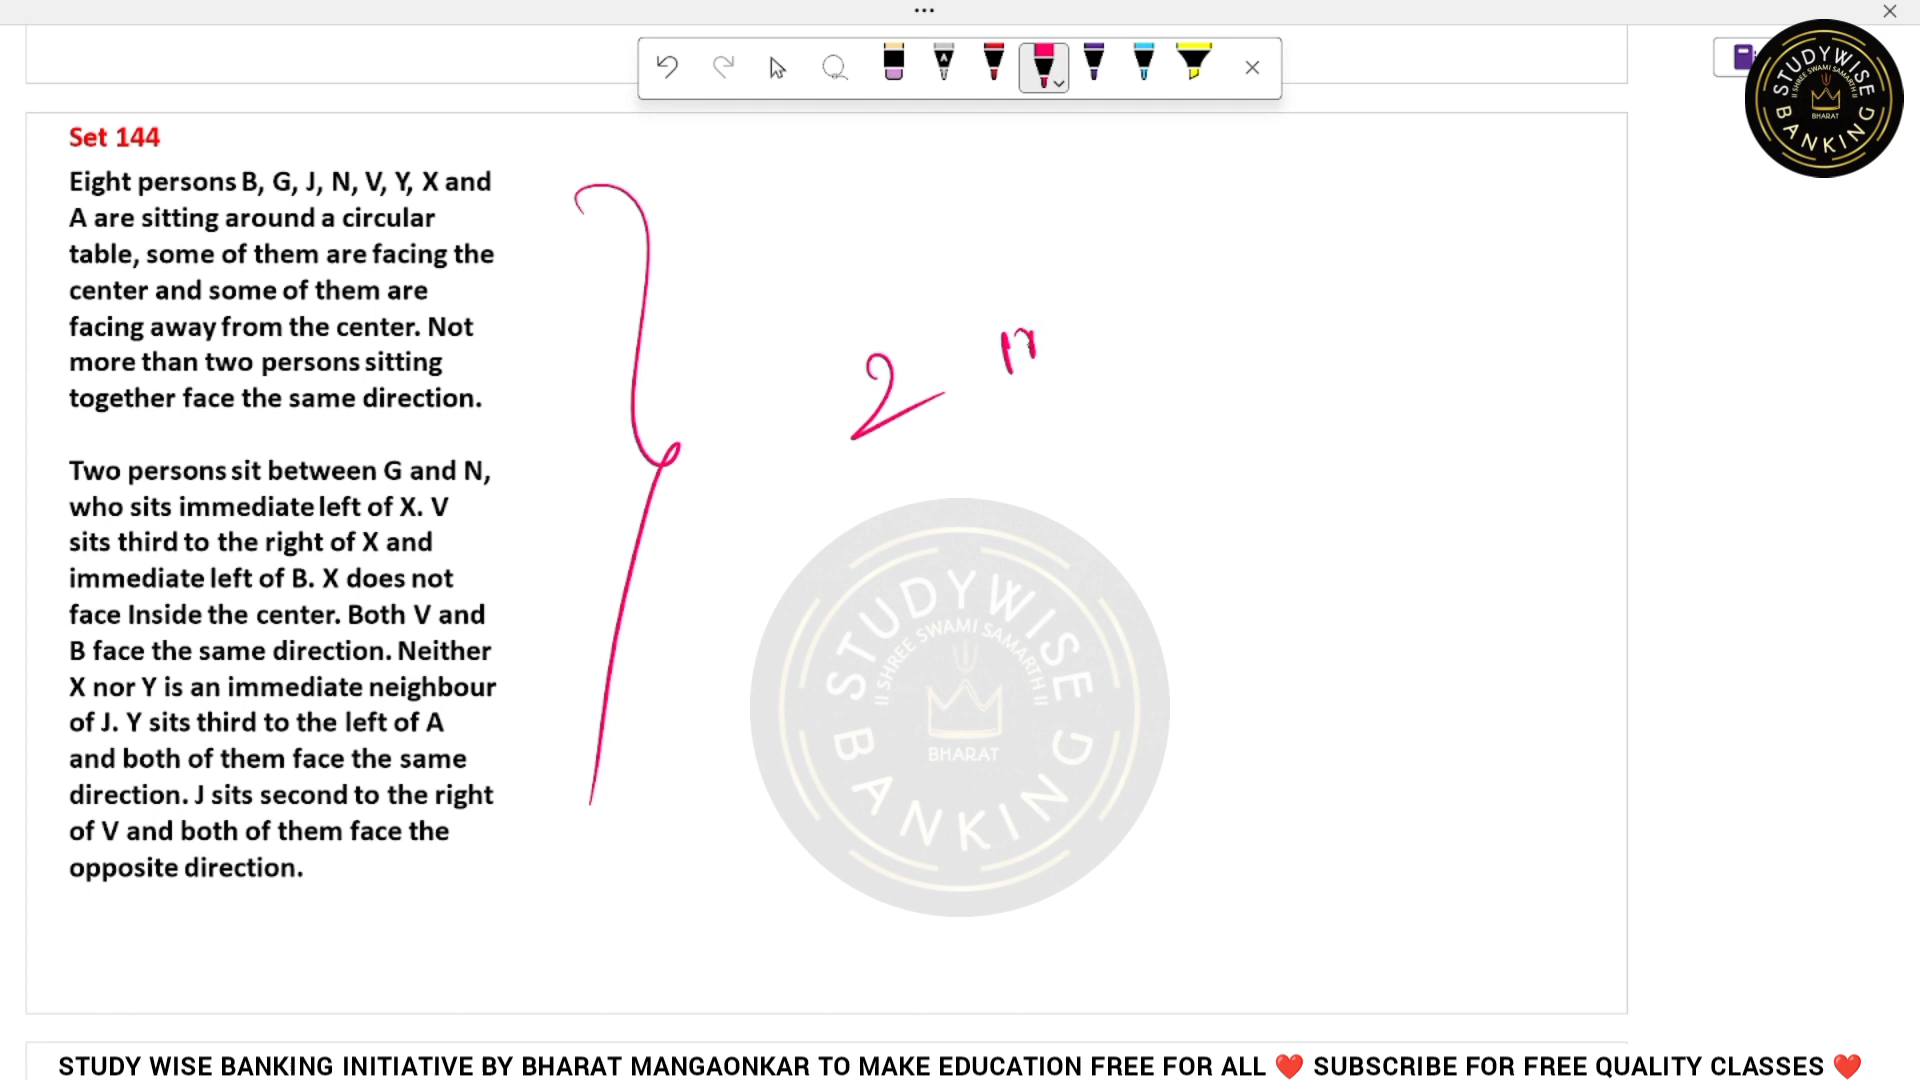 STUDYWISE
|| SHREE SWAMI SAMARTH ||
BHARAT
BANKING
Set 144
Eight persons B, G, J, N, V, Y, X and
A are sitting around a circular
table, some of them are facing the
center and some of them are
facing away from the center. Not
more than two persons sitting
together face the same direction.
Two persons sit between G and N,
who sits immediate left of X. V
sits third to the right of X and
immediate left of B. X does not
face Inside the center. Both V and
B face the same direction. Neither
X nor Y is an immediate neighbour
of J. Y sits third to the left of A
and both of them face the same
direction. J sits second to the right
of V and both of them face the
opposite direction.
2
STUDYWISE
|| SHREE SWAMI SAMARTH ||
BHARAT
BANKING
STUDY WISE BANKING INITIATIVE BY BHARAT MANGAONKAR TO MAKE EDUCATION FREE FOR ALL ❤️ SUBSCRIBE FOR FREE QUALITY CLASSES ❤️